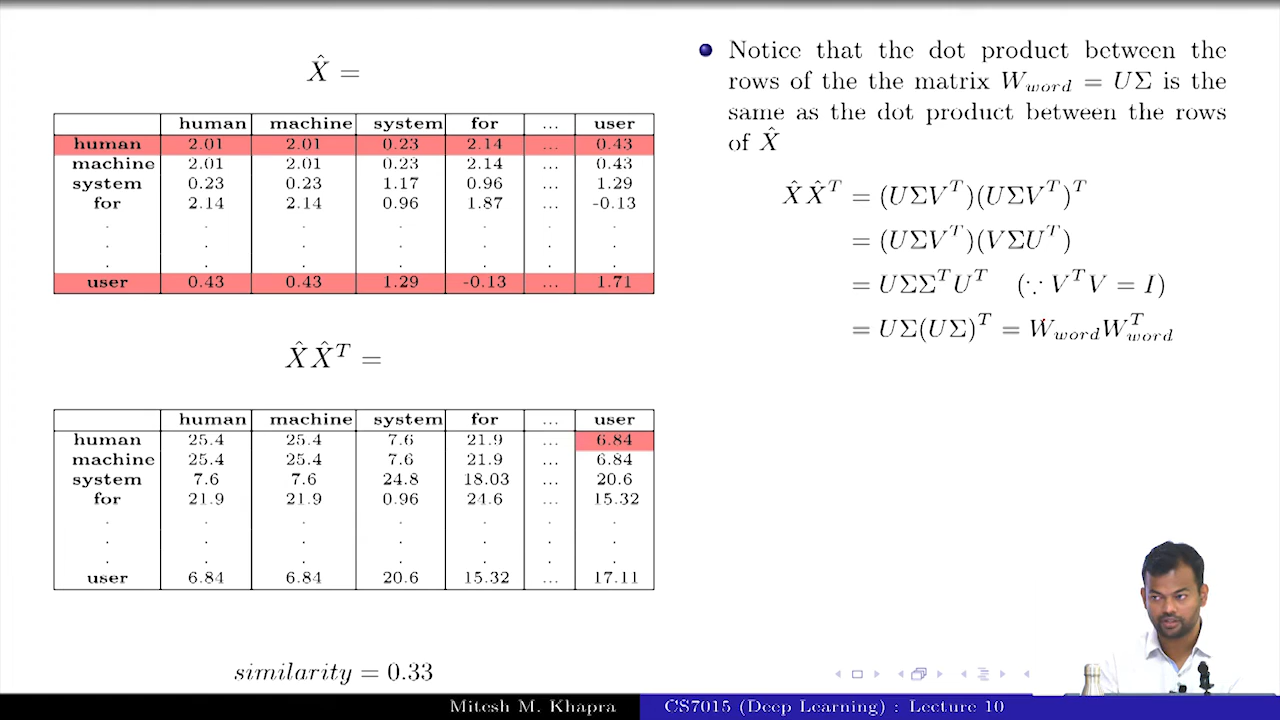 X̂ =
human machine system for ... user
human 2.01 2.01 0.23 2.14 ... 0.43
machine 2.01 2.01 0.23 2.14 ... 0.43
system 0.23 0.23 1.17 0.96 ... 1.29
for 2.14 2.14 0.96 1.87 ... -0.13
. . . . . . .
. . . . . . .
. . . . . . .
user 0.43 0.43 1.29 -0.13 ... 1.71
X̂X̂ᵀ =
human machine system for ... user
human 25.4 25.4 7.6 21.9 ... 6.84
machine 25.4 25.4 7.6 21.9 ... 6.84
system 7.6 7.6 24.8 18.03 ... 20.6
for 21.9 21.9 0.96 24.6 ... 15.32
. . . . . . .
. . . . . . .
. . . . . . .
user 6.84 6.84 20.6 15.32 ... 17.11
similarity = 0.33
Notice that the dot product between the
rows of the the matrix W_word = UΣ is the
same as the dot product between the rows
of X̂
X̂X̂ᵀ = (UΣVᵀ)(UΣVᵀ)ᵀ
= (UΣVᵀ)(VΣUᵀ)
= UΣΣᵀUᵀ (∵ VᵀV = I)
= UΣ(UΣ)ᵀ = W_word Wᵀ_word
Mitesh M. Khapra CS7015 (Deep Learning) : Lecture 10